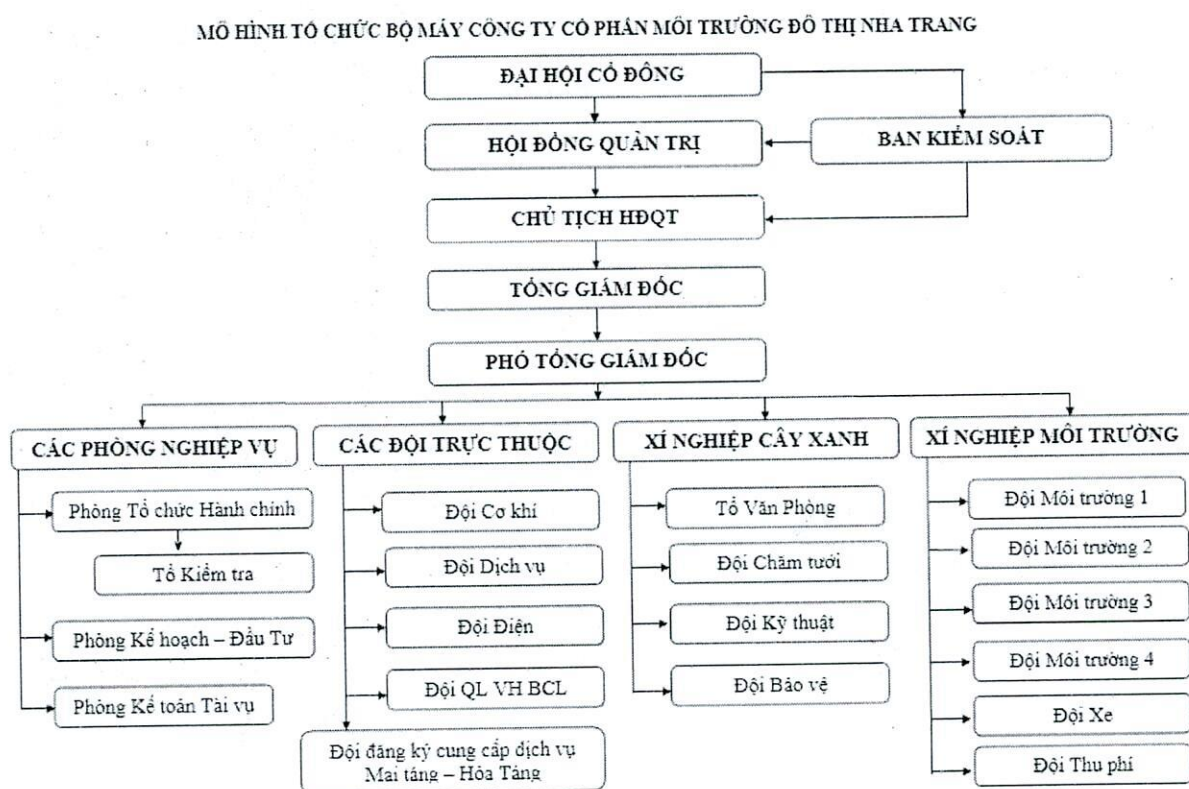 MÔ HÌNH TỔ CHỨC BỘ MÁY CÔNG TY CỔ PHẦN MÔI TRƯỜNG ĐÔ THỊ NHA TRANG
ĐẠI HỘI CỔ ĐÔNG
HỘI ĐỒNG QUẢN TRỊ
BAN KIỂM SOÁT
CHỦ TỊCH HĐQT
TỔNG GIÁM ĐỐC
PHÓ TỔNG GIÁM ĐỐC
CÁC PHÒNG NGHIỆP VỤ
Phòng Tổ chức Hành chính
Tổ Kiểm tra
Phòng Kế hoạch – Đầu Tư
Phòng Kế toán Tài vụ
CÁC ĐỘI TRỰC THUỘC
Đội Cơ khí
Đội Dịch vụ
Đội Điện
Đội QL VH BCL
Đội đăng ký cung cấp dịch vụ
Mai táng – Hỏa Táng
XÍ NGHIỆP CÂY XANH
Tổ Văn Phòng
Đội Chăm tưới
Đội Kỹ thuật
Đội Bảo vệ
XÍ NGHIỆP MÔI TRƯỜNG
Đội Môi trường 1
Đội Môi trường 2
Đội Môi trường 3
Đội Môi trường 4
Đội Xe
Đội Thu phí